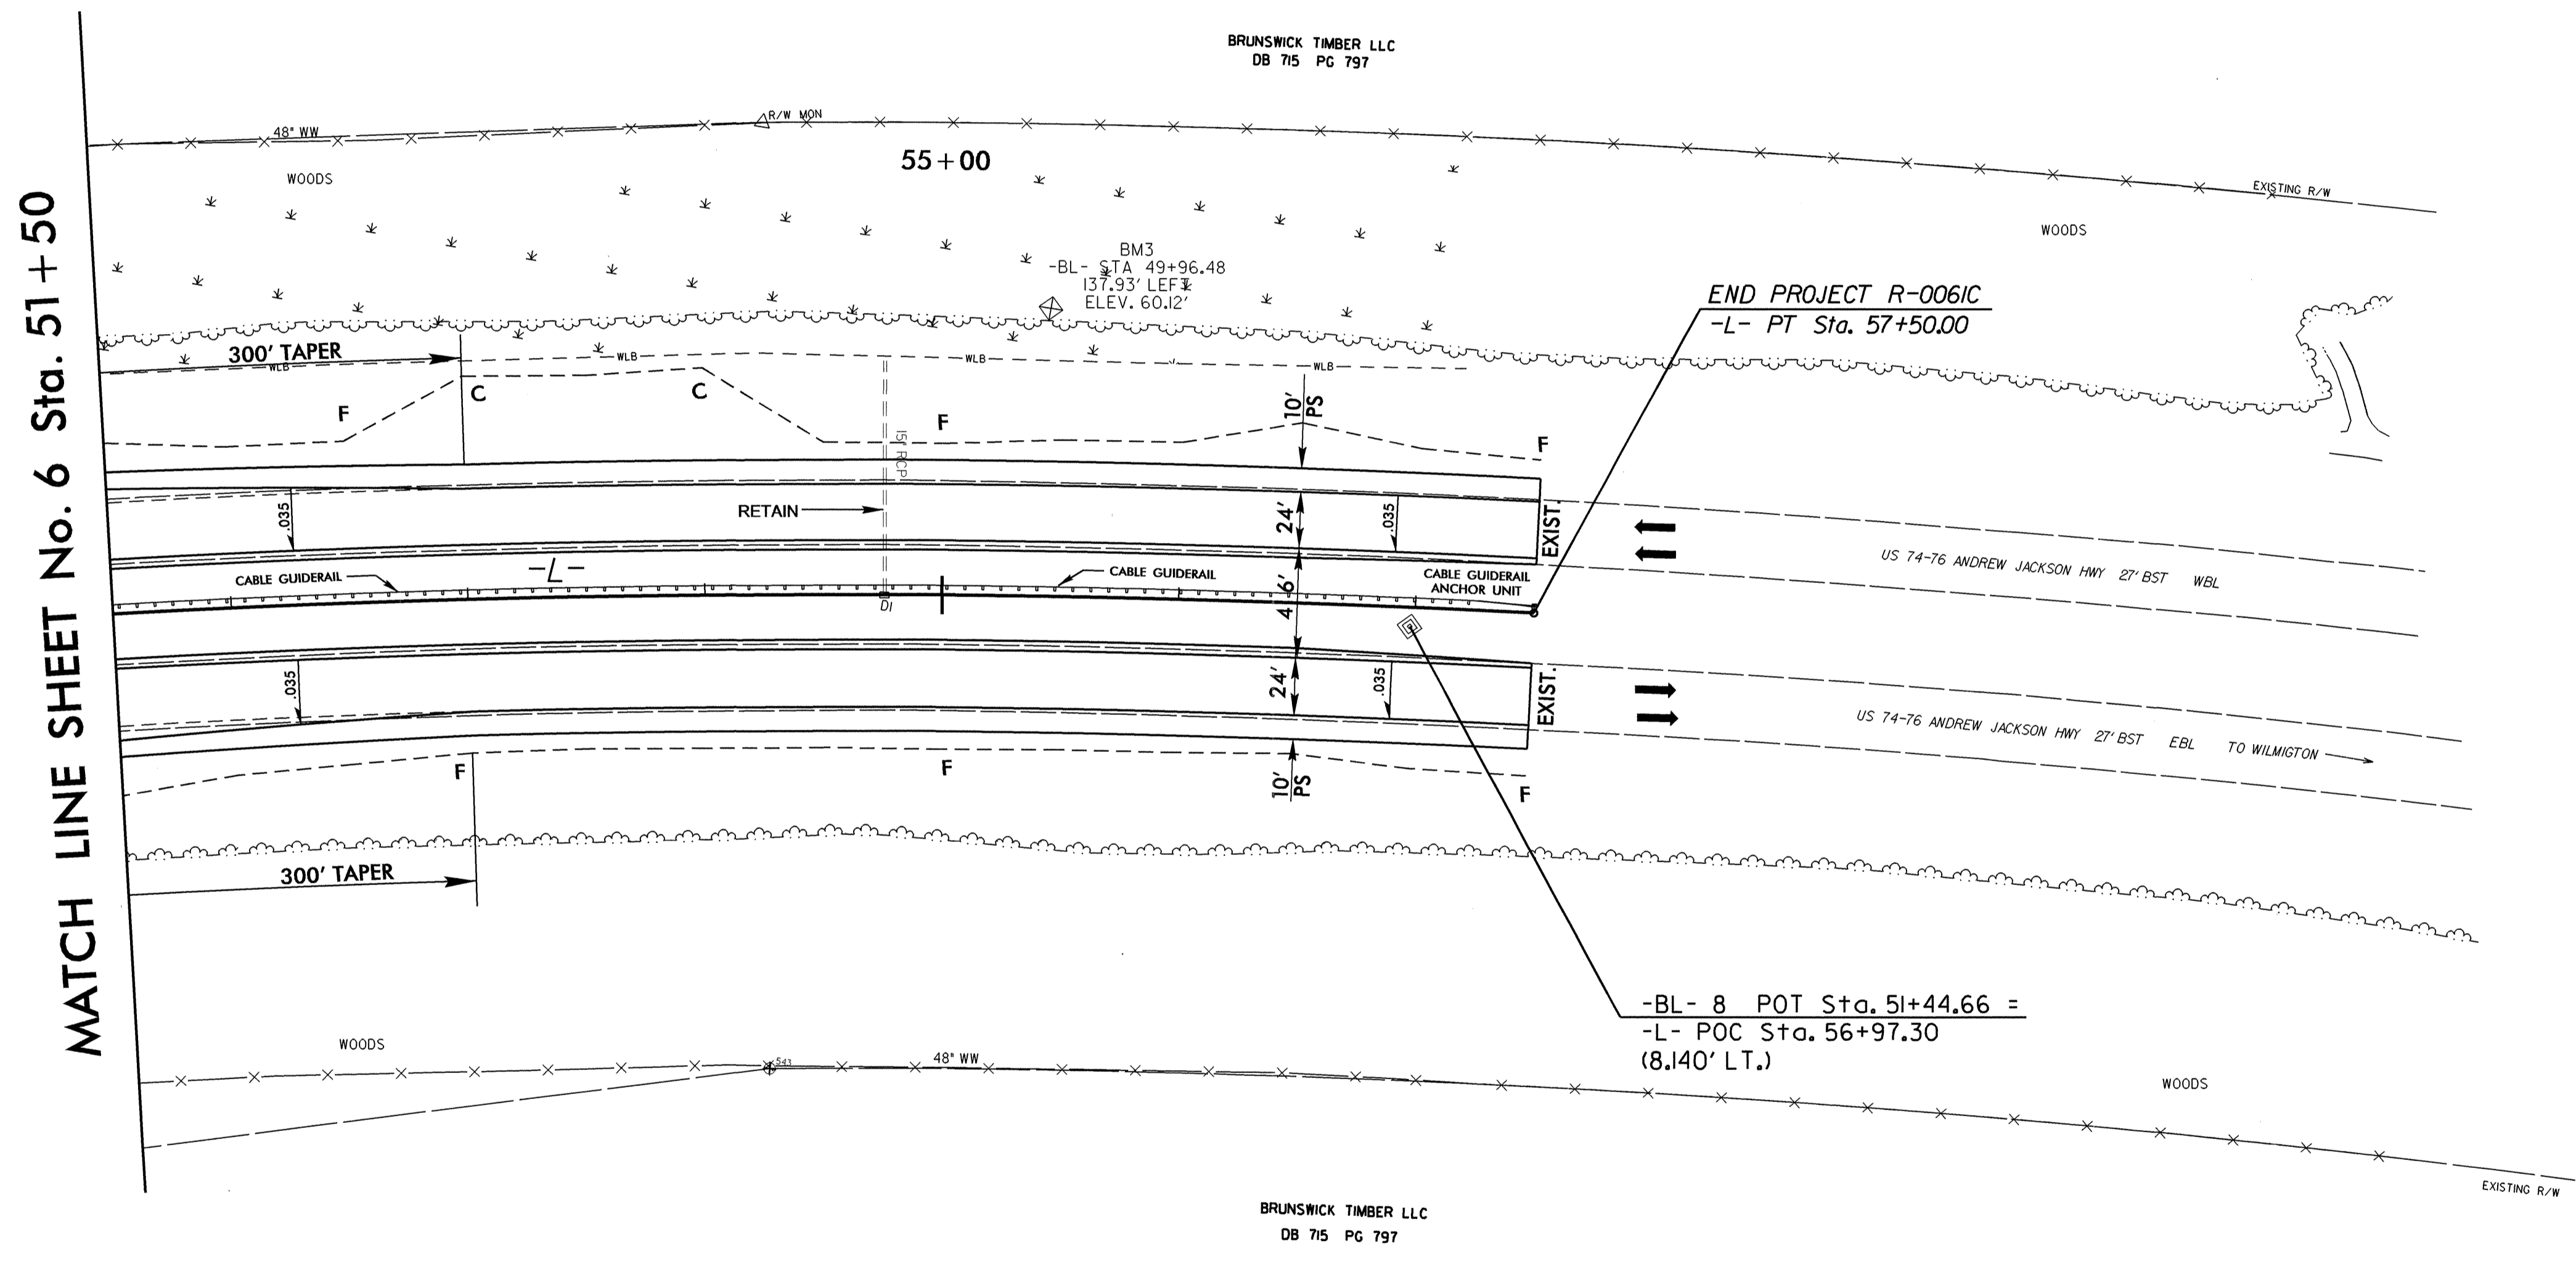 BRUNSWICK TIMBER LLC
DB 715 PG 797
MATCH LINE SHEET No. 6 Sta. 51+50
48" WW
R/W MON
55+00
WOODS
EXISTING R/W
WOODS
BM3
-BL- STA 49+96.48
137.93' LEFT
ELEV. 60.12'
END PROJECT R-0061C
-L- PT Sta. 57+50.00
300' TAPER
WLB
WLB
WLB
WLB
C
C
F
F
F
10'
PS
15" RCP
.035
RETAIN
24'
.035
EXIST.
US 74-76 ANDREW JACKSON HWY 27' BST WBL
CABLE GUIDERAIL
-L-
CABLE GUIDERAIL
CABLE GUIDERAIL
ANCHOR UNIT
DI
46'
.035
24'
.035
EXIST.
US 74-76 ANDREW JACKSON HWY 27' BST EBL TO WILMIGTON
F
F
10'
PS
F
300' TAPER
-BL- 8 POT Sta. 51+44.66 =
-L- POC Sta. 56+97.30
(8.140' LT.)
WOODS
543
48" WW
WOODS
EXISTING R/W
BRUNSWICK TIMBER LLC
DB 715 PG 797